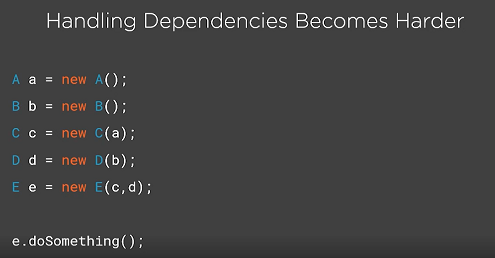 Handling Dependencies Becomes Harder
A a = new A();
B b = new B();
C c = new C(a);
D d = new D(b);
E e = new E(c,d);
e.doSomething();